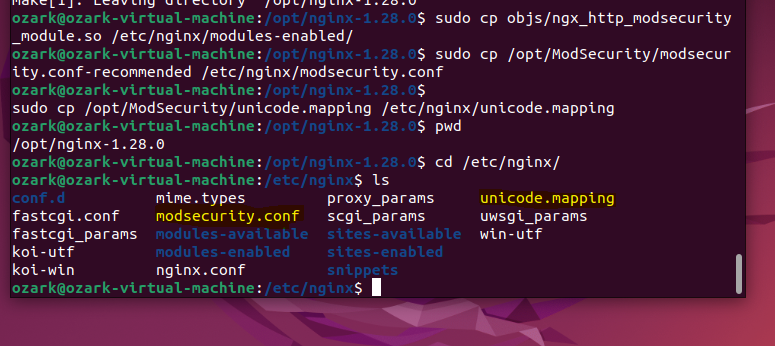 make[1]: Leaving directory '/opt/nginx-1.28.0'
ozark@ozark-virtual-machine:/opt/nginx-1.28.0$ sudo cp objs/ngx_http_modsecurity
_module.so /etc/nginx/modules-enabled/
ozark@ozark-virtual-machine:/opt/nginx-1.28.0$ sudo cp /opt/ModSecurity/modsecur
ity.conf-recommended /etc/nginx/modsecurity.conf
ozark@ozark-virtual-machine:/opt/nginx-1.28.0$
sudo cp /opt/ModSecurity/unicode.mapping /etc/nginx/unicode.mapping
ozark@ozark-virtual-machine:/opt/nginx-1.28.0$ pwd
/opt/nginx-1.28.0
ozark@ozark-virtual-machine:/opt/nginx-1.28.0$ cd /etc/nginx/
ozark@ozark-virtual-machine:/etc/nginx$ ls
conf.d mime.types proxy_params unicode.mapping
fastcgi.conf modsecurity.conf scgi_params uwsgi_params
fastcgi_params modules-available sites-available win-utf
koi-utf modules-enabled sites-enabled
koi-win nginx.conf snippets
ozark@ozark-virtual-machine:/etc/nginx$